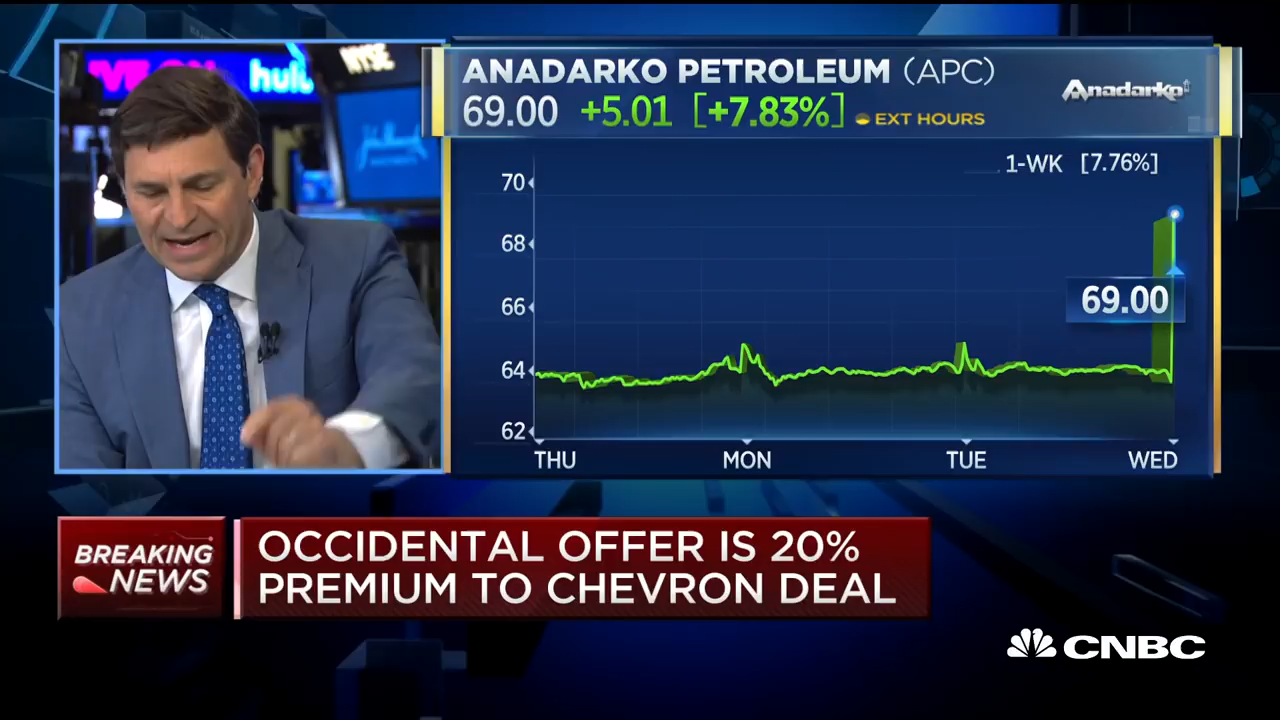 NYSE
hulu
ANADARKO PETROLEUM (APC)
Anadarko
69.00 +5.01 [+7.83%] EXT HOURS
1-WK [7.76%]
70
68
66
64
62
69.00
THU MON TUE WED
BREAKING
NEWS
OCCIDENTAL OFFER IS 20%
PREMIUM TO CHEVRON DEAL
CNBC